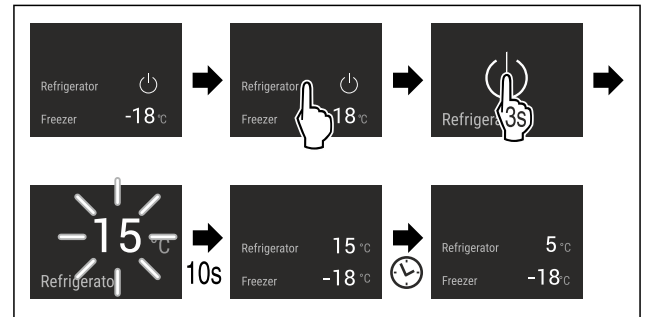 Refrigerator
Freezer -18 °C
Refrigerator
Freezer 18 °C
Refrigera 3s
15 °C
Refrigerato
10s
Refrigerator 15 °C
Freezer -18 °C
Refrigerator 5 °C
Freezer -18 °C